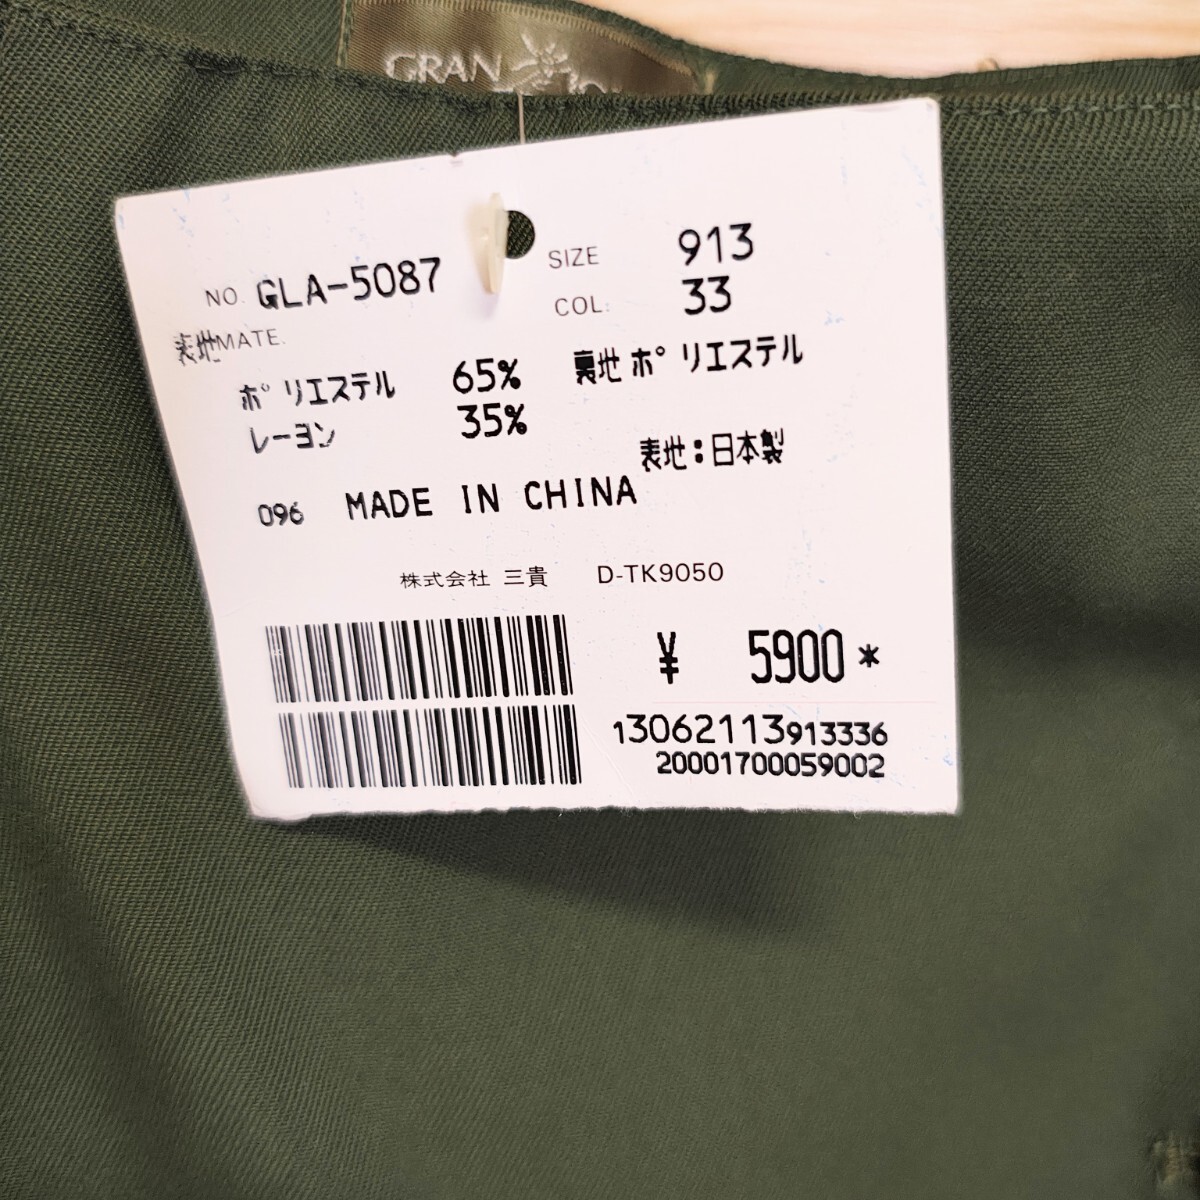 GRAN
NO. GLA-5087
SIZE 913
COL: 33
表地MATE.
ポリエステル 65% 裏地 ポリエステル
レーヨン 35%
表地:日本製
096 MADE IN CHINA
株式会社 三貴 D-TK9050
¥ 5900*
13062113913336
20001700059002